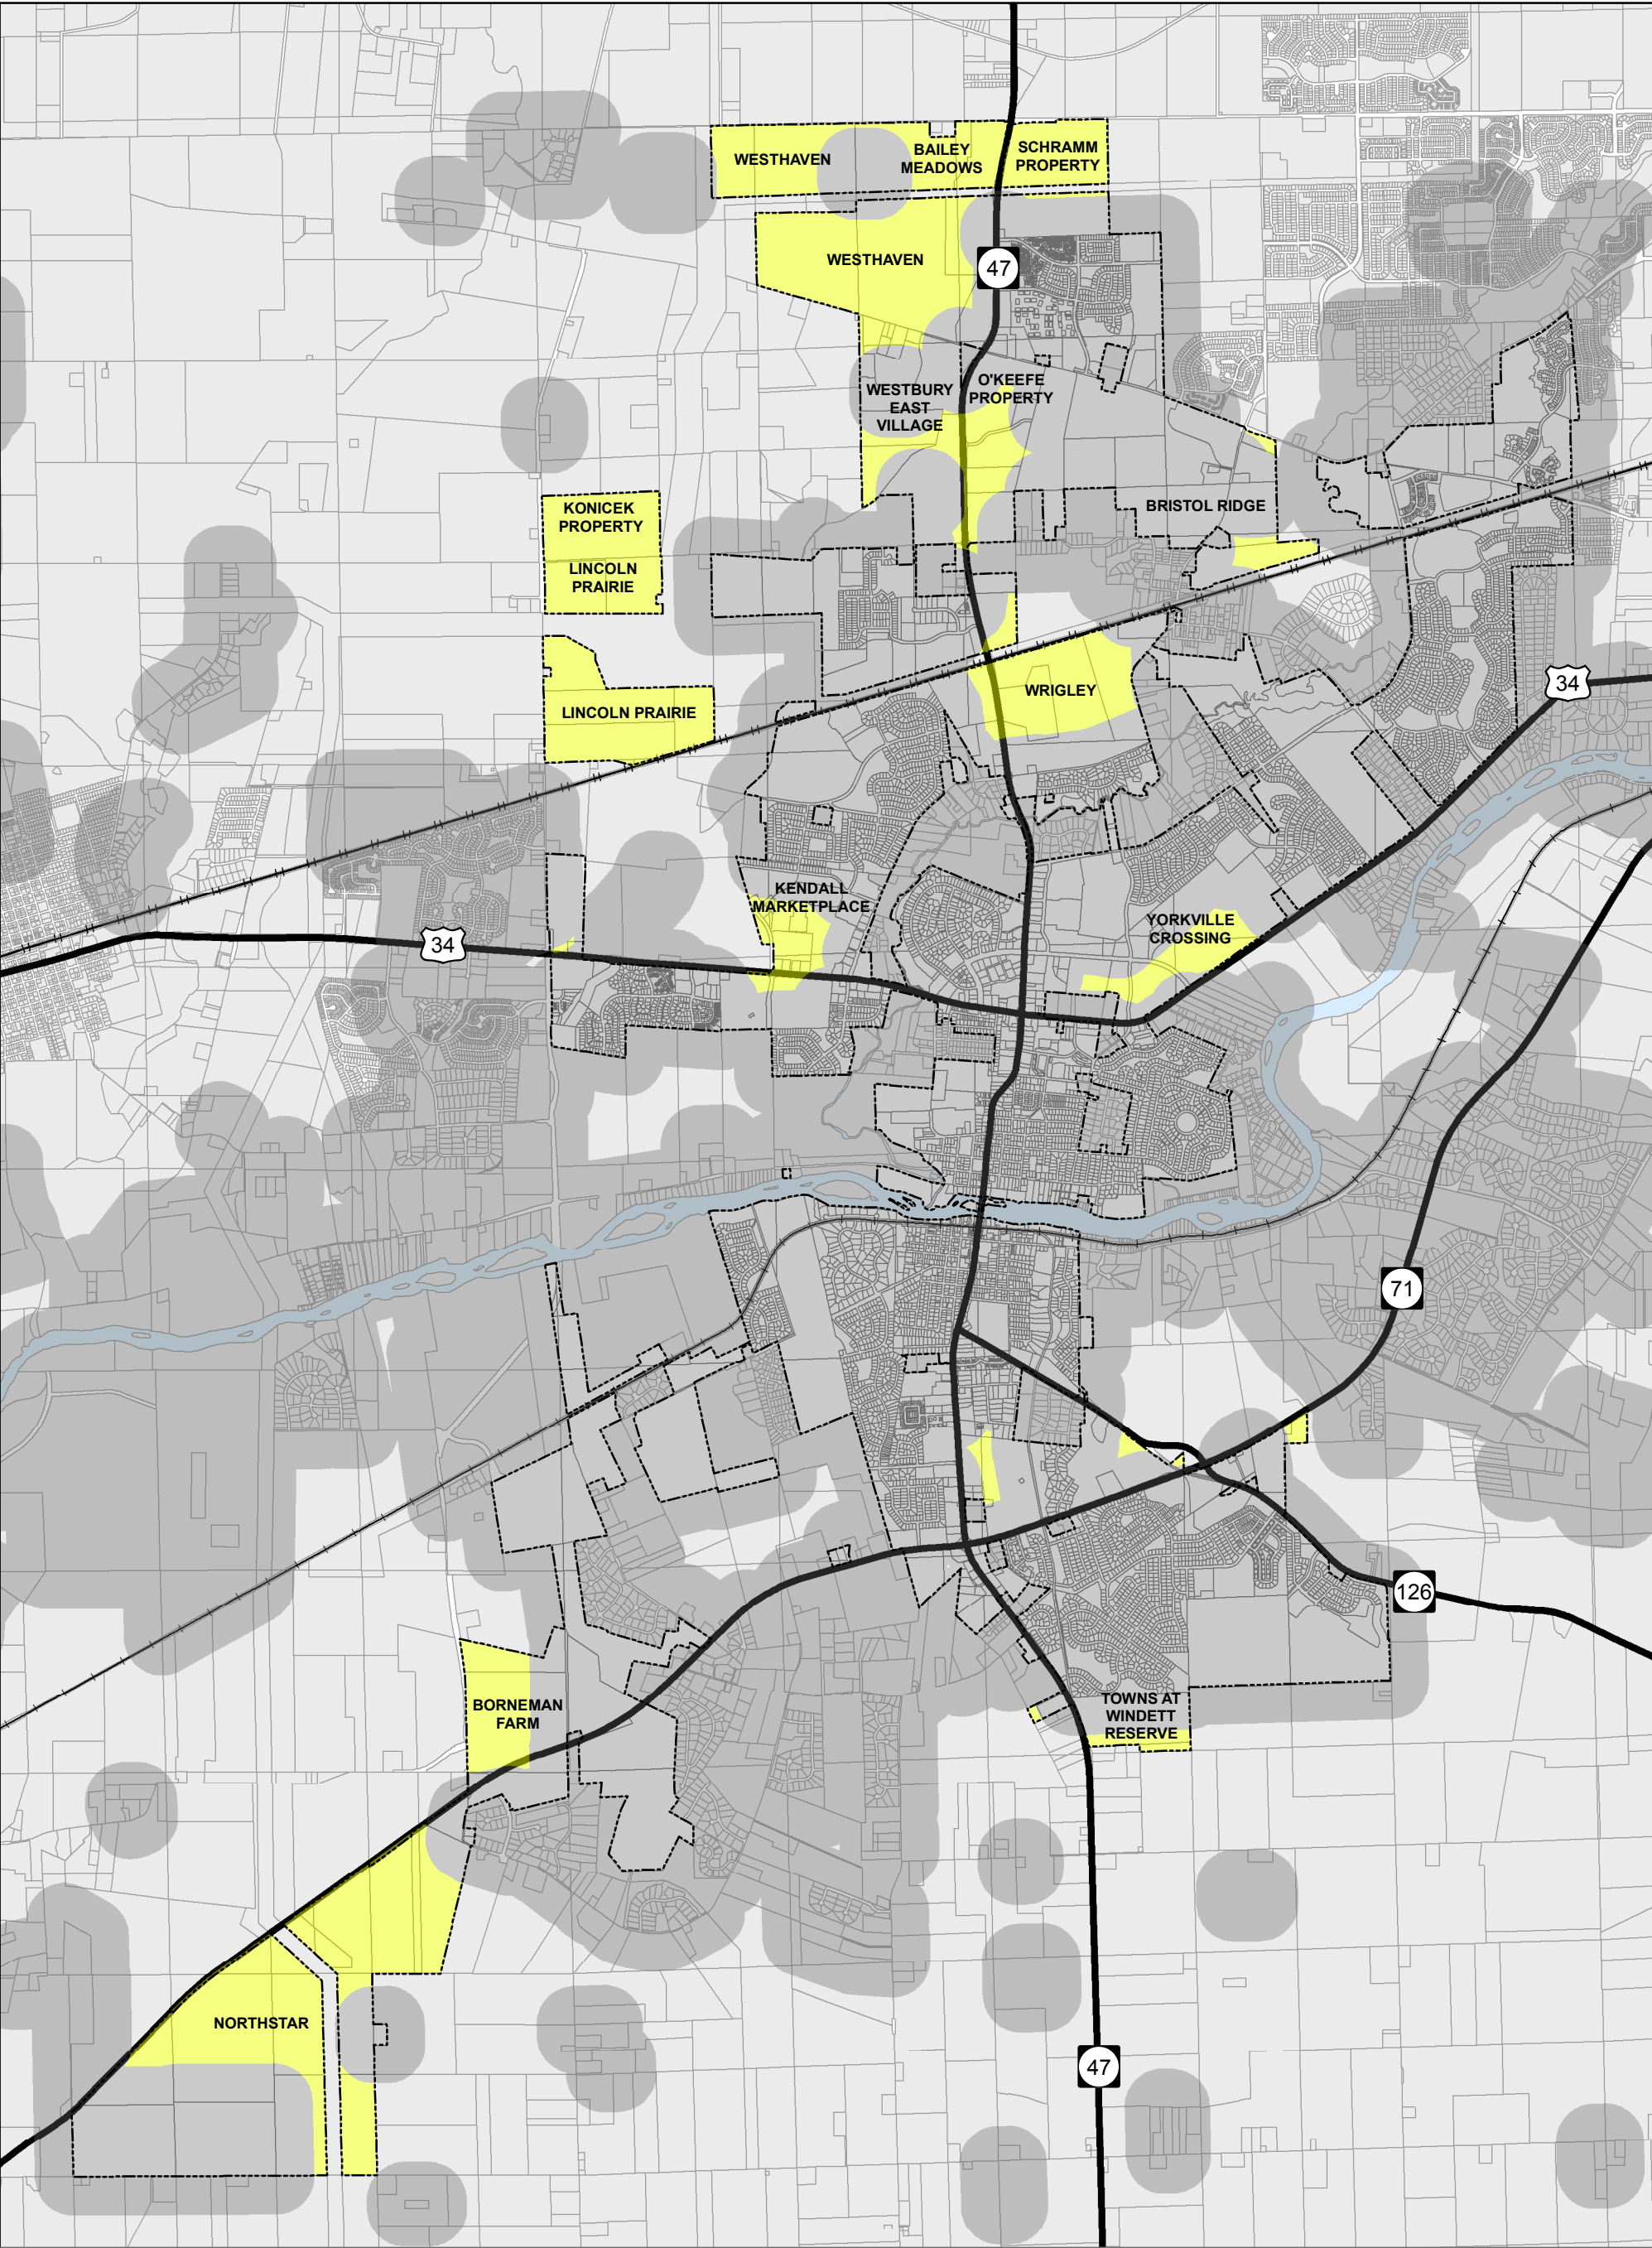 WESTHAVEN
BAILEY
MEADOWS
SCHRAMM
PROPERTY
WESTHAVEN
47
WESTBURY
EAST
VILLAGE
O'KEEFE
PROPERTY
KONICEK
PROPERTY
BRISTOL RIDGE
LINCOLN
PRAIRIE
LINCOLN PRAIRIE
WRIGLEY
34
KENDALL
MARKETPLACE
YORKVILLE
CROSSING
34
71
126
BORNEMAN
FARM
TOWNS AT
WINDETT
RESERVE
NORTHSTAR
47